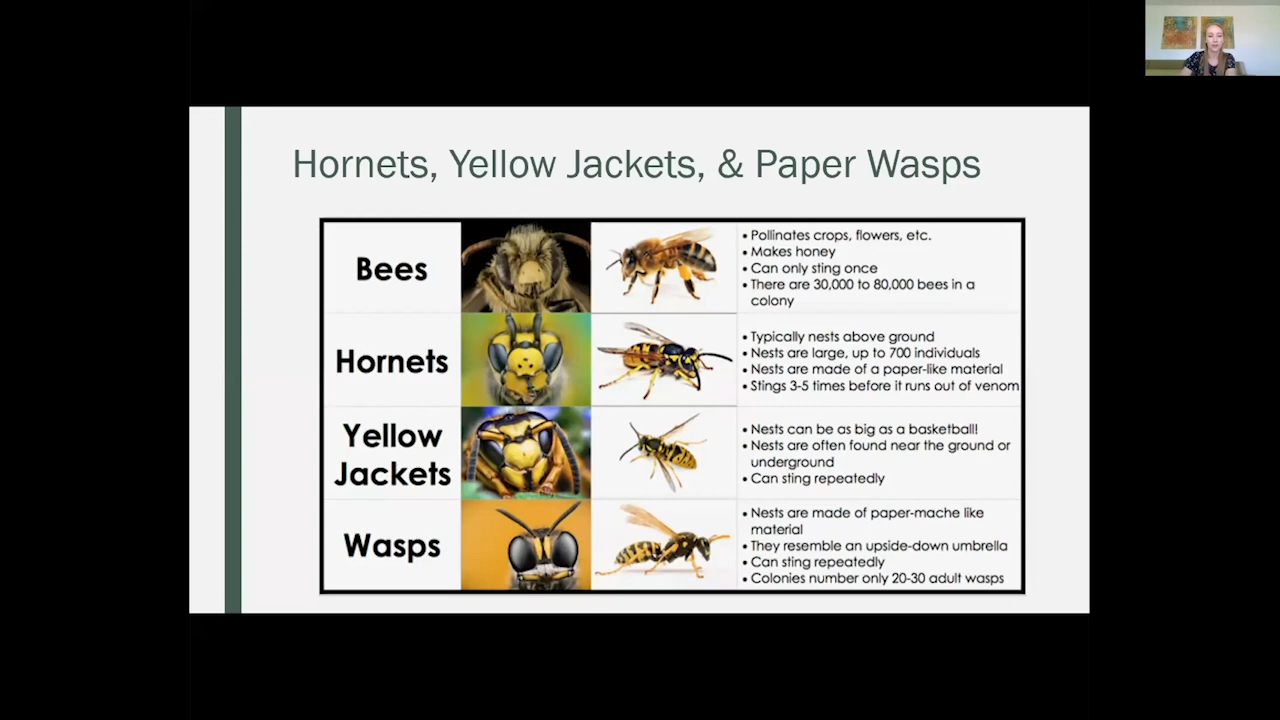 Hornets, Yellow Jackets, & Paper Wasps
Bees
• Pollinates crops, flowers, etc.
• Makes honey
• Can only sting once
• There are 30,000 to 80,000 bees in a
colony
Hornets
• Typically nests above ground
• Nests are large, up to 700 individuals
• Nests are made of a paper-like material
• Stings 3-5 times before it runs out of venom
Yellow
Jackets
• Nests can be as big as a basketball!
• Nests are often found near the ground or
underground
• Can sting repeatedly
Wasps
• Nests are made of paper-mache like
material
• They resemble an upside-down umbrella
• Can sting repeatedly
• Colonies number only 20-30 adult wasps